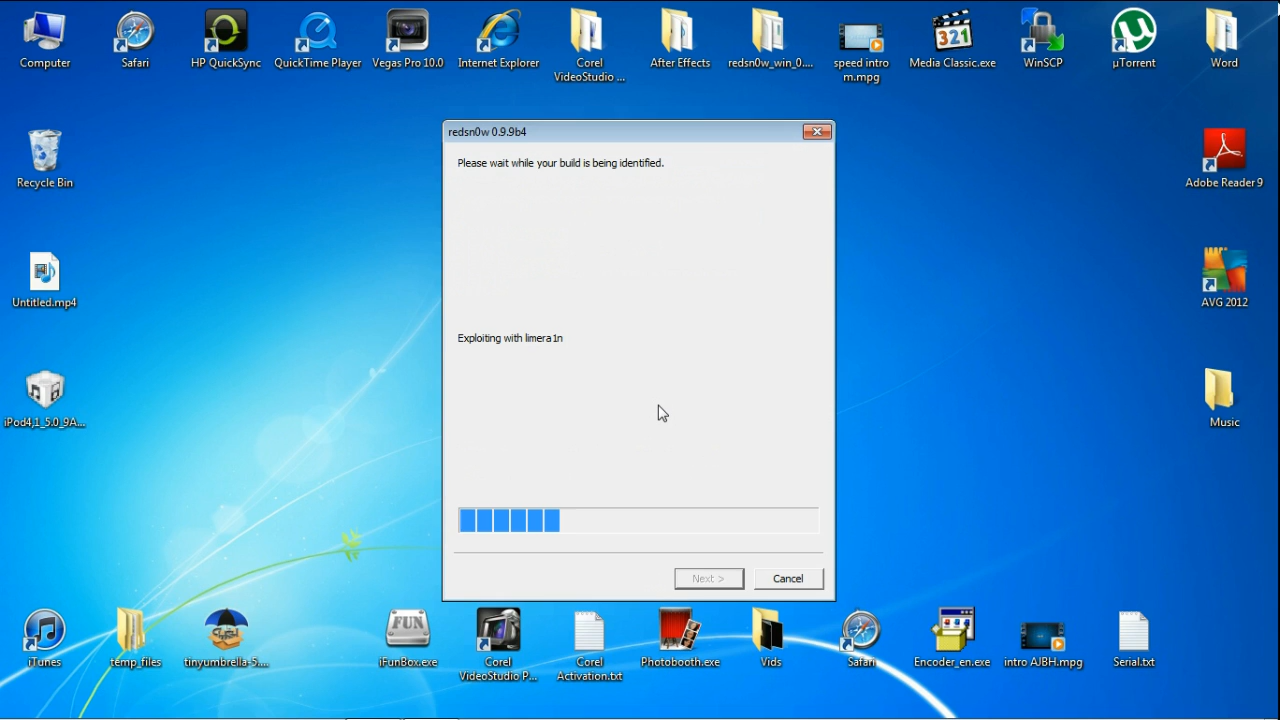 Computer
Safari
HP QuickSync
QuickTime Player
Vegas Pro 10.0
Internet Explorer
Corel
VideoStudio ...
After Effects
redsn0w_win_0....
speed intro
m.mpg
Media Classic.exe
WinSCP
µTorrent
Word
321
redsn0w 0.9.9b4
Please wait while your build is being identified.
Exploiting with limera1n
Next >
Cancel
Recycle Bin
Adobe Reader 9
Untitled.mp4
AVG 2012
iPod4,1_5.0_9A...
Music
iTunes
temp_files
tinyumbrella-5....
FUN
iFunBox.exe
Corel
VideoStudio P...
Corel
Activation.txt
Photobooth.exe
Vids
Safari
Encoder_en.exe
intro AJBH.mpg
Serial.txt